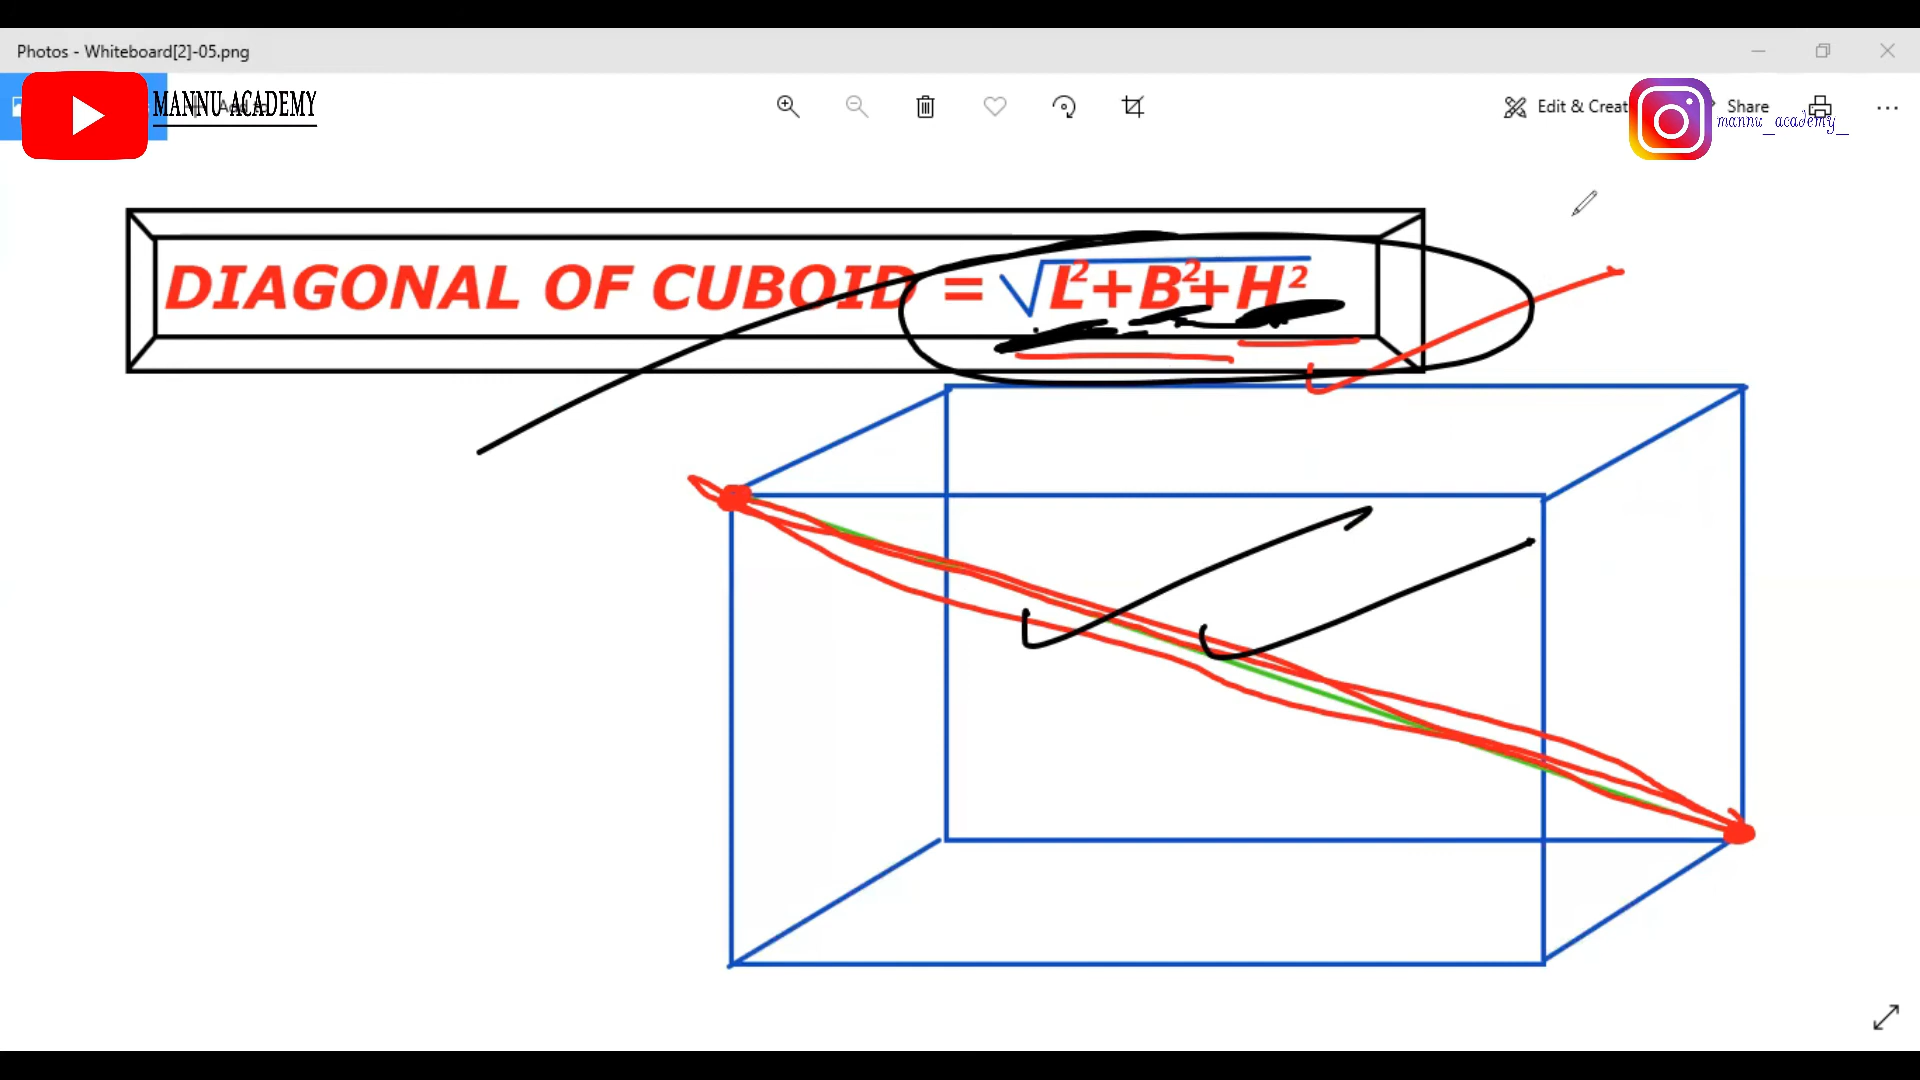 Photos - Whiteboard[2]-05.png
MANNU ACADEMY
Edit & Creat
Share
mannu_academy_
DIAGONAL OF CUBOID = √L²+B²+H²